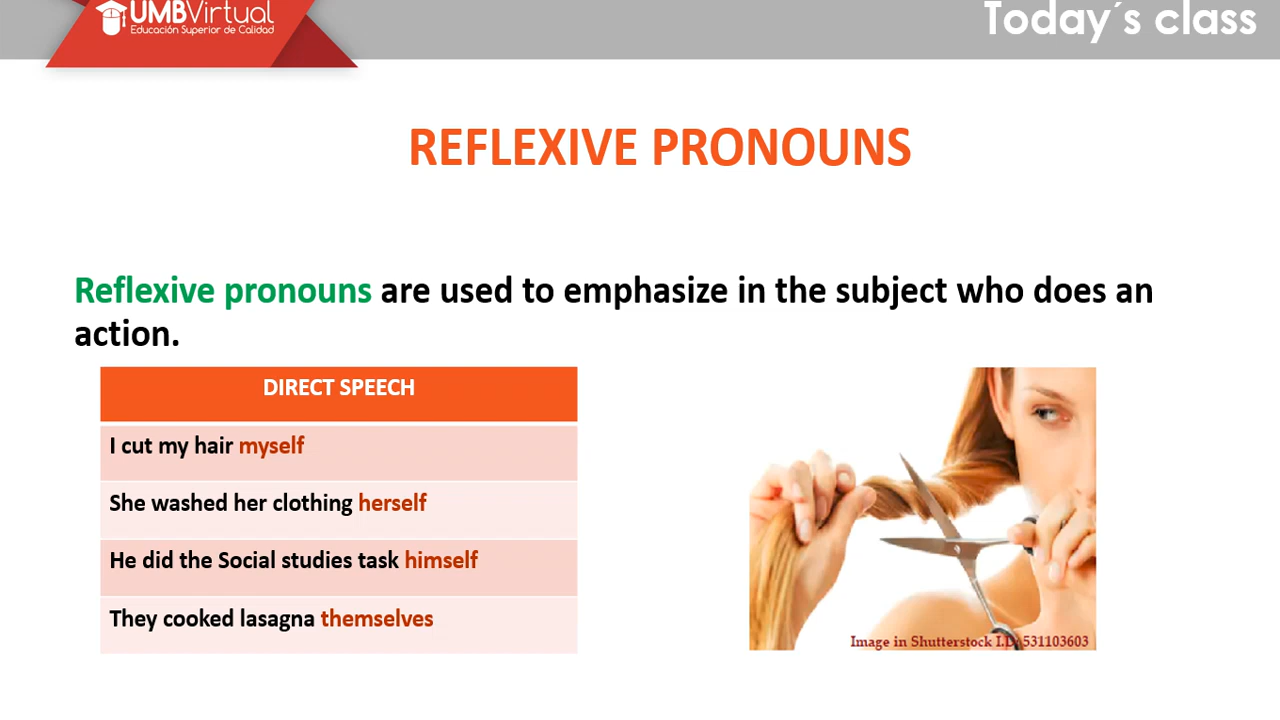 UMBVirtual
Educación Superior de Calidad
Today´s class
REFLEXIVE PRONOUNS
Reflexive pronouns are used to emphasize in the subject who does an
action.
DIRECT SPEECH
I cut my hair myself
She washed her clothing herself
He did the Social studies task himself
They cooked lasagna themselves
Image in Shutterstock I.D: 531103603